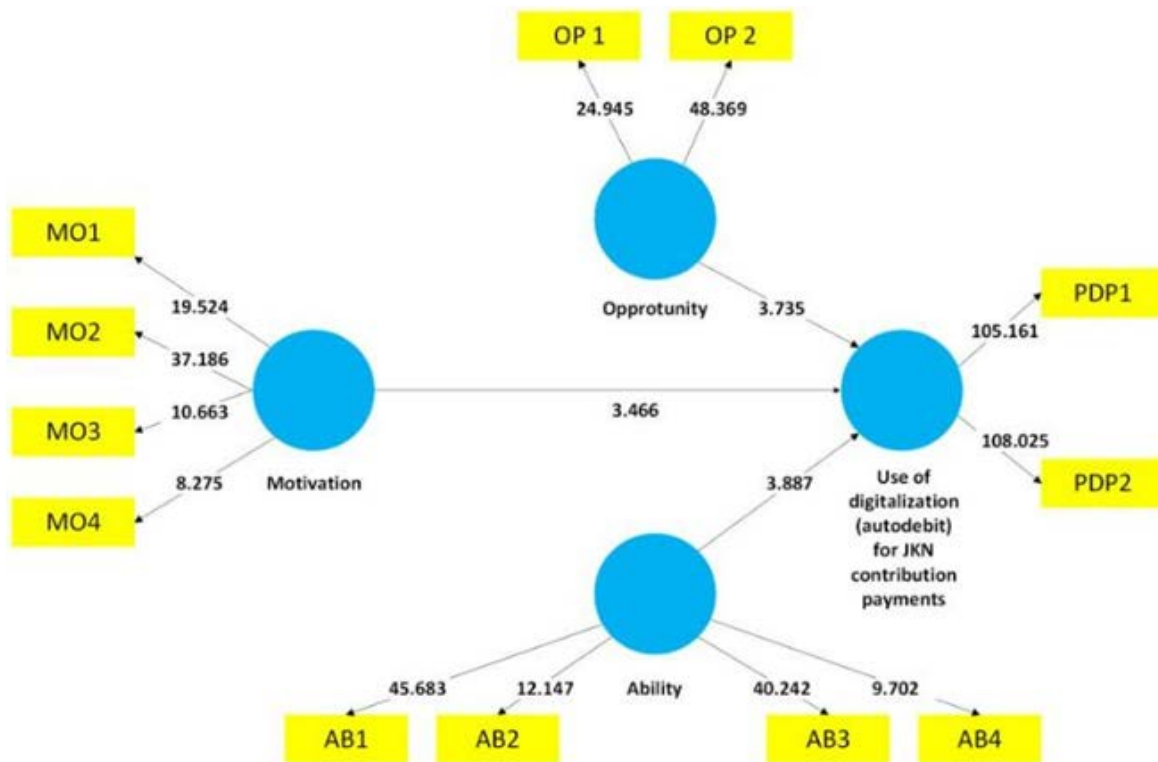 OP 1
OP 2
24.945
48.369
MO1
MO2
MO3
MO4
19.524
37.186
10.663
8.275
Motivation
Opprotunity
3.735
3.466
3.887
PDP1
105.161
108.025
PDP2
Use of
digitalization
(autodebit)
for JKN
contribution
payments
Ability
45.683
12.147
40.242
9.702
AB1
AB2
AB3
AB4